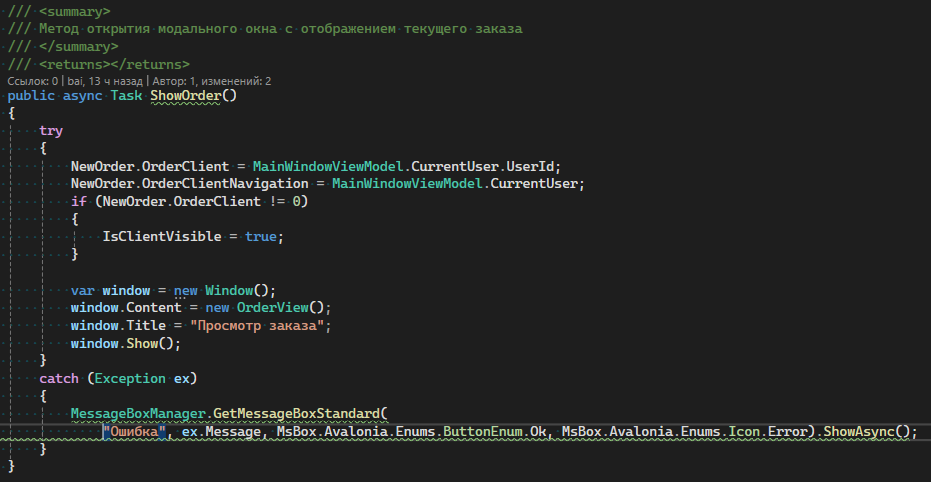 /// <summary>
/// Метод открытия модального окна с отображением текущего заказа
/// </summary>
/// <returns></returns>
Ссылок: 0 | bai, 13 ч назад | Автор: 1, изменений: 2
public async Task ShowOrder()
{
    try
    {
        NewOrder.OrderClient = MainWindowViewModel.CurrentUser.UserId;
        NewOrder.OrderClientNavigation = MainWindowViewModel.CurrentUser;
        if (NewOrder.OrderClient != 0)
        {
            IsClientVisible = true;
        }

        var window = new Window();
        window.Content = new OrderView();
        window.Title = "Просмотр заказа";
        window.Show();
    }
    catch (Exception ex)
    {
        MessageBoxManager.GetMessageBoxStandard(
            "Ошибка", ex.Message, MsBox.Avalonia.Enums.ButtonEnum.Ok, MsBox.Avalonia.Enums.Icon.Error).ShowAsync();
    }
}